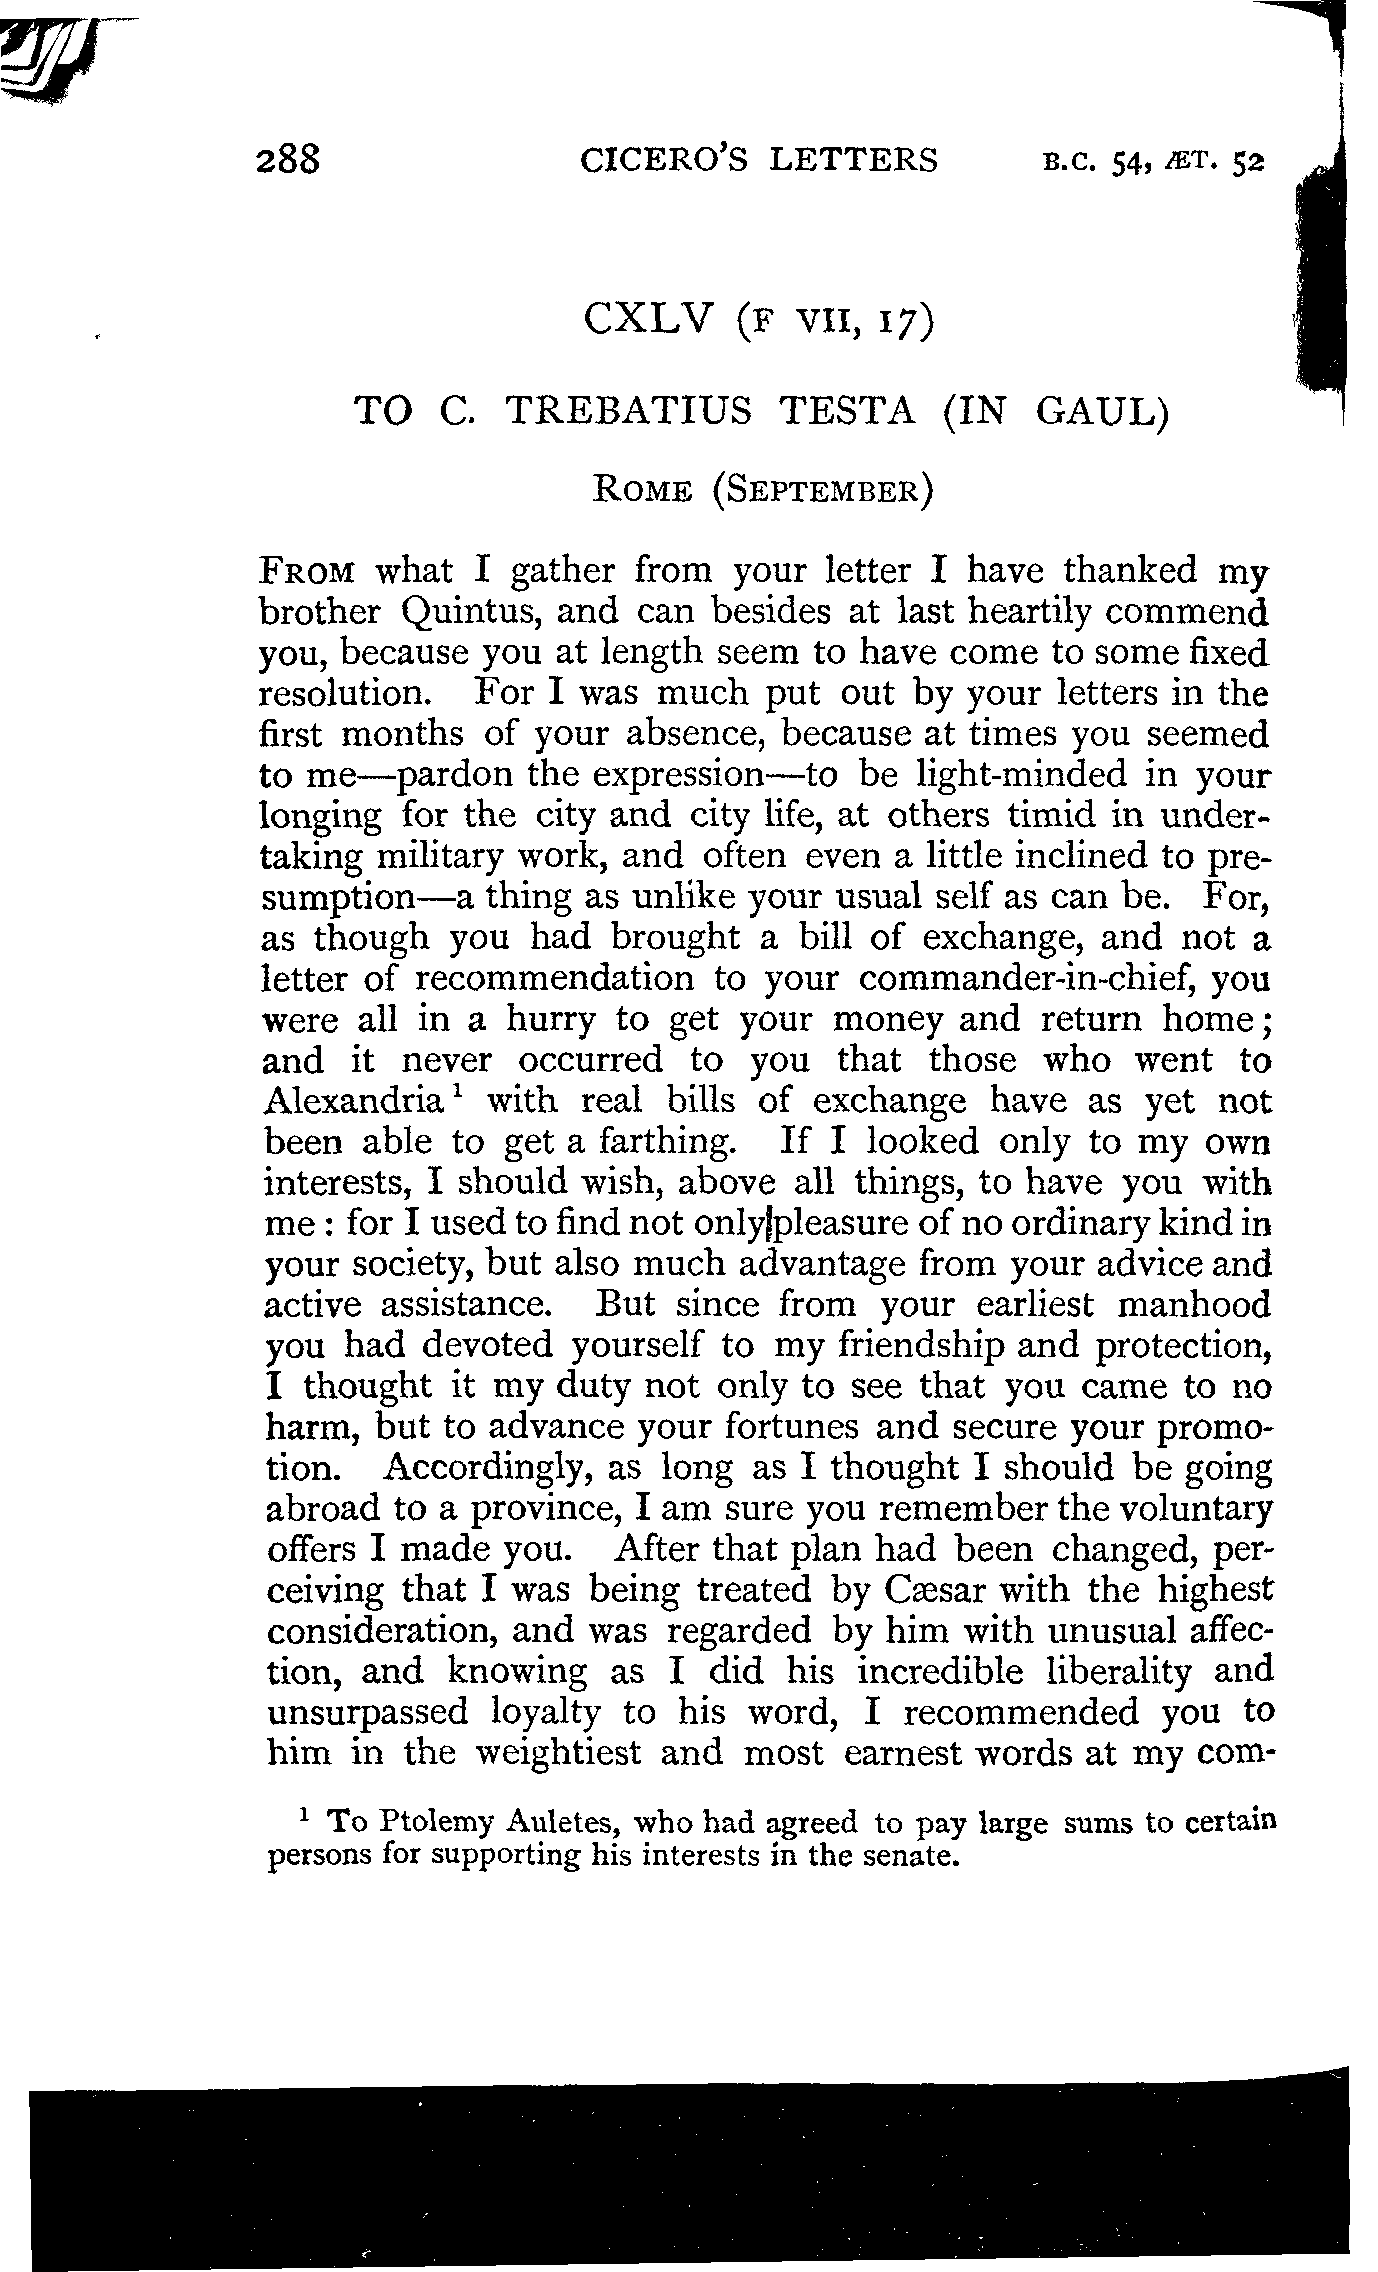 288 CICERO'S LETTERS B.C. 54, ÆT. 52
CXLV (F VII, 17)
TO C. TREBATIUS TESTA (IN GAUL)
ROME (SEPTEMBER)
FROM what I gather from your letter I have thanked my
brother Quintus, and can besides at last heartily commend
you, because you at length seem to have come to some fixed
resolution. For I was much put out by your letters in the
first months of your absence, because at times you seemed
to me—pardon the expression—to be light-minded in your
longing for the city and city life, at others timid in under-
taking military work, and often even a little inclined to pre-
sumption—a thing as unlike your usual self as can be. For,
as though you had brought a bill of exchange, and not a
letter of recommendation to your commander-in-chief, you
were all in a hurry to get your money and return home;
and it never occurred to you that those who went to
Alexandria¹ with real bills of exchange have as yet not
been able to get a farthing. If I looked only to my own
interests, I should wish, above all things, to have you with
me : for I used to find not only pleasure of no ordinary kind in
your society, but also much advantage from your advice and
active assistance. But since from your earliest manhood
you had devoted yourself to my friendship and protection,
I thought it my duty not only to see that you came to no
harm, but to advance your fortunes and secure your promo-
tion. Accordingly, as long as I thought I should be going
abroad to a province, I am sure you remember the voluntary
offers I made you. After that plan had been changed, per-
ceiving that I was being treated by Cæsar with the highest
consideration, and was regarded by him with unusual affec-
tion, and knowing as I did his incredible liberality and
unsurpassed loyalty to his word, I recommended you to
him in the weightiest and most earnest words at my com-
¹ To Ptolemy Auletes, who had agreed to pay large sums to certain
persons for supporting his interests in the senate.